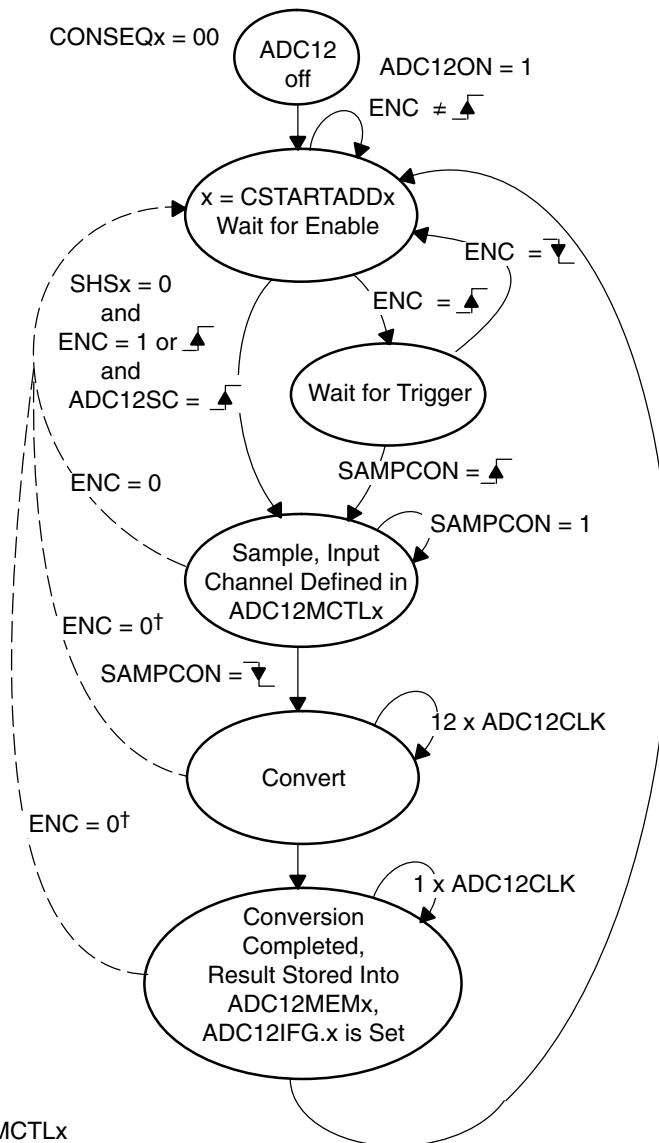 CONSEQx = 00
ADC12
off
ADC12ON = 1
ENC ≠
x = CSTARTADDx
Wait for Enable
ENC =
SHSx = 0
and
ENC = 1 or
and
ADC12SC =
ENC =
Wait for Trigger
SAMPCON =
ENC = 0
SAMPCON = 1
Sample, Input
Channel Defined in
ADC12MCTLx
ENC = 0†
SAMPCON =
12 x ADC12CLK
Convert
ENC = 0†
1 x ADC12CLK
Conversion
Completed,
Result Stored Into
ADC12MEMx,
ADC12IFG.x is Set
MCTLx